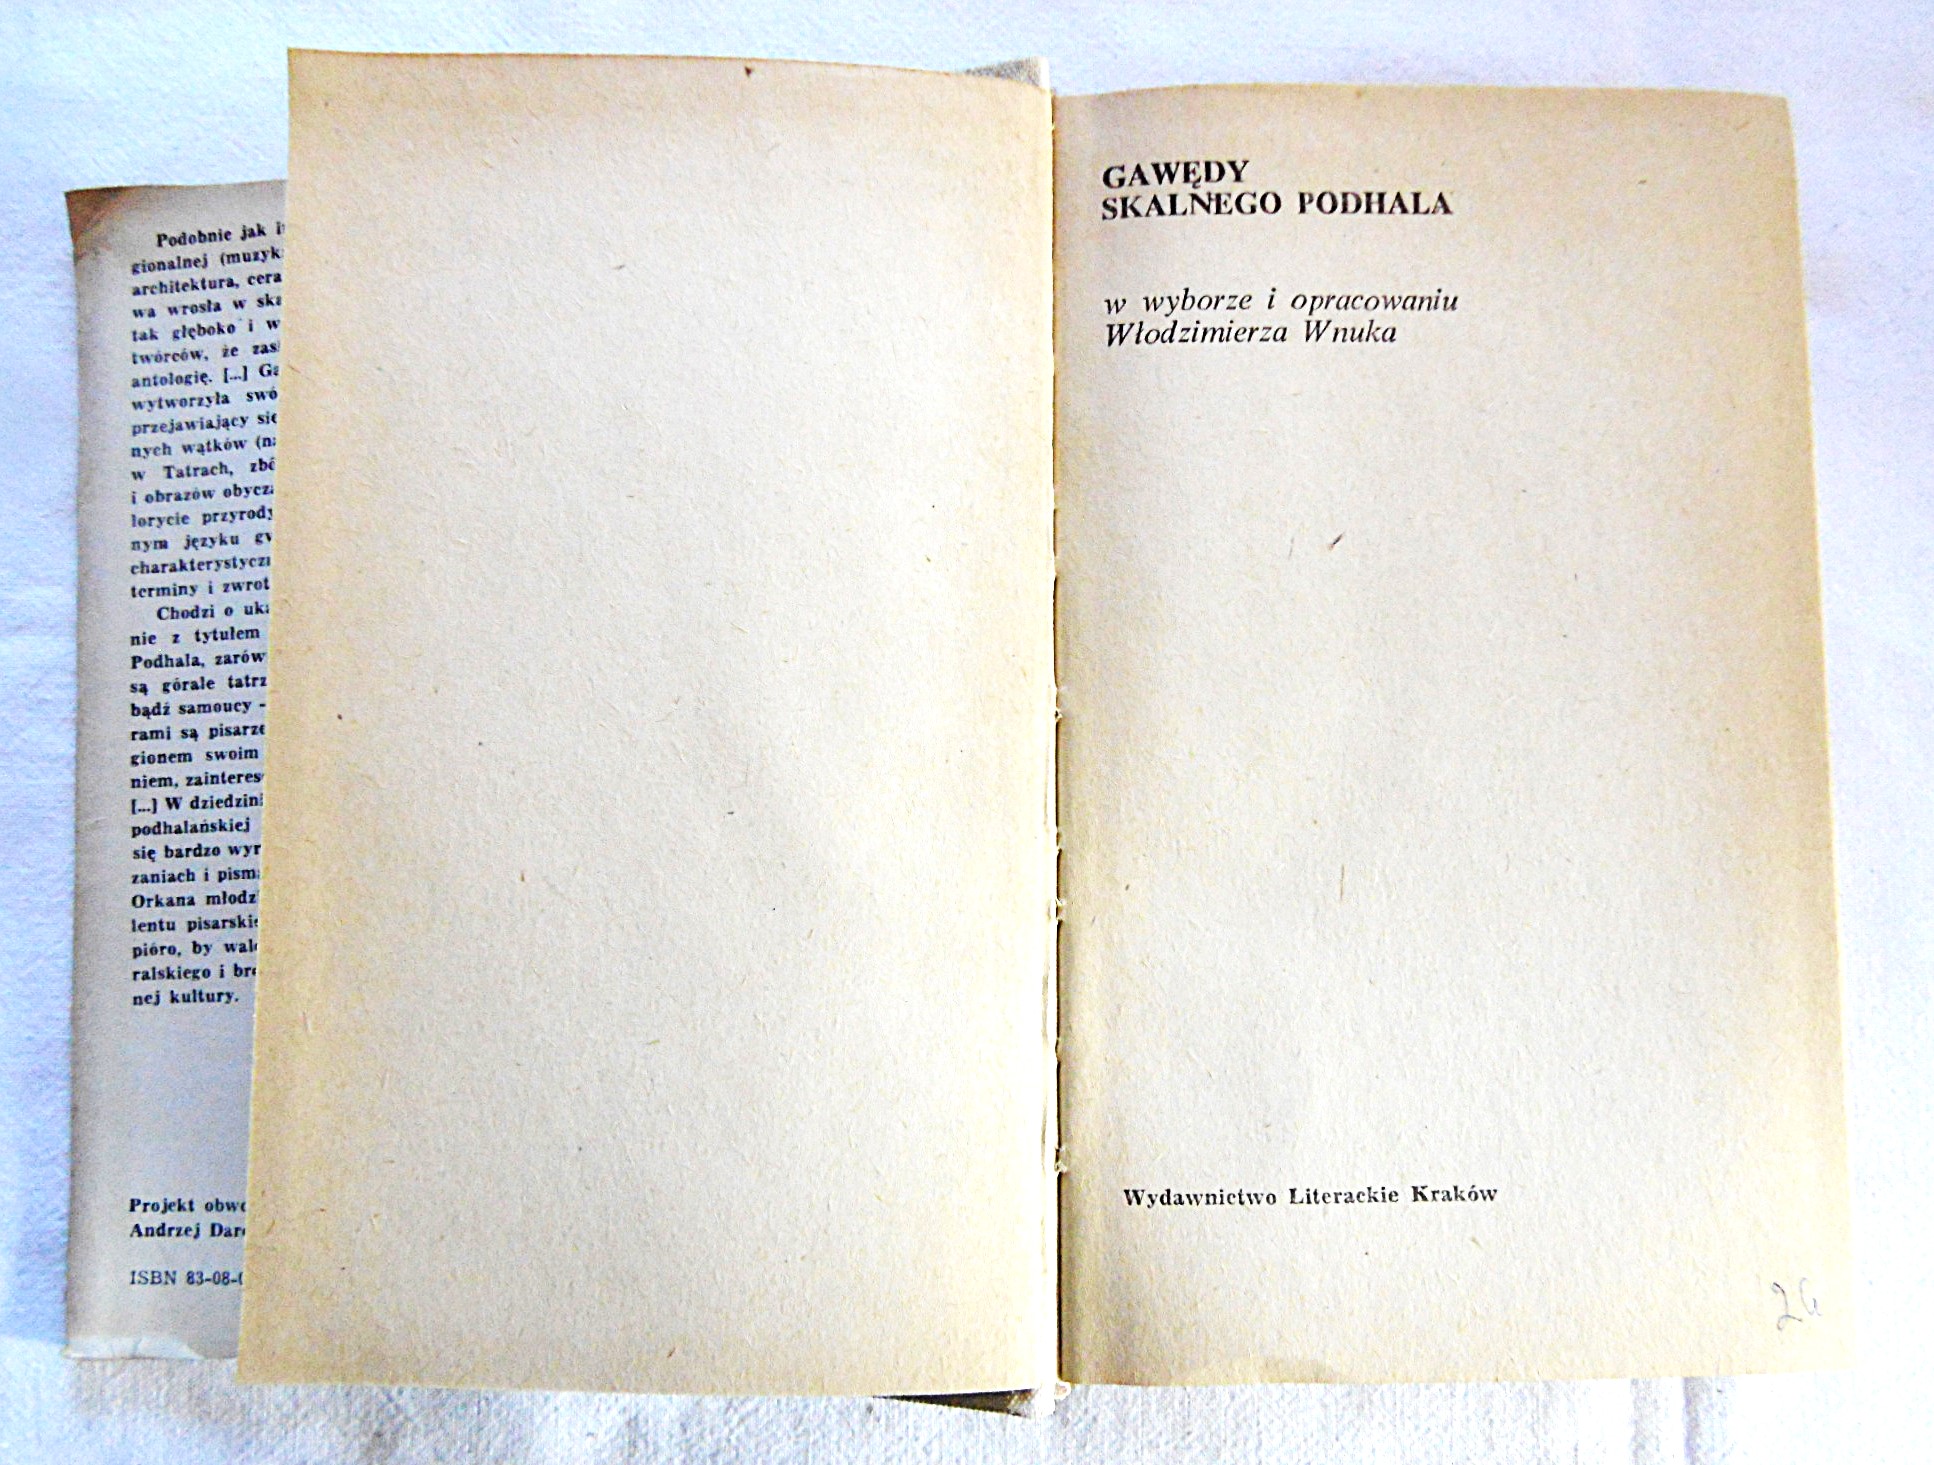 Podobnie jak
gionalnej
architektura,
wa wrosła w
tak głęboko i w
twórców, że
antologię. [...]
wytworzyła
przejawiający
nych wątków
w Tatrach,
i obrazów
lorycie
nym języku
terminy i
Chodzi o
nie z tytułem
Podhala,
są górale
bądź samoucy -
rami są
gionem swoim
niem,
[...] W
podhalańskiej
się bardzo
zaniach i
Orkana
lentu
pióro, by
ralskiego i
nej kultury.
Projekt
Andrzej
ISBN 83-08-
GAWĘDY
SKALNEGO PODHALA
w wyborze i opracowaniu
Włodzimierza Wnuka
Wydawnictwo Literackie Kraków